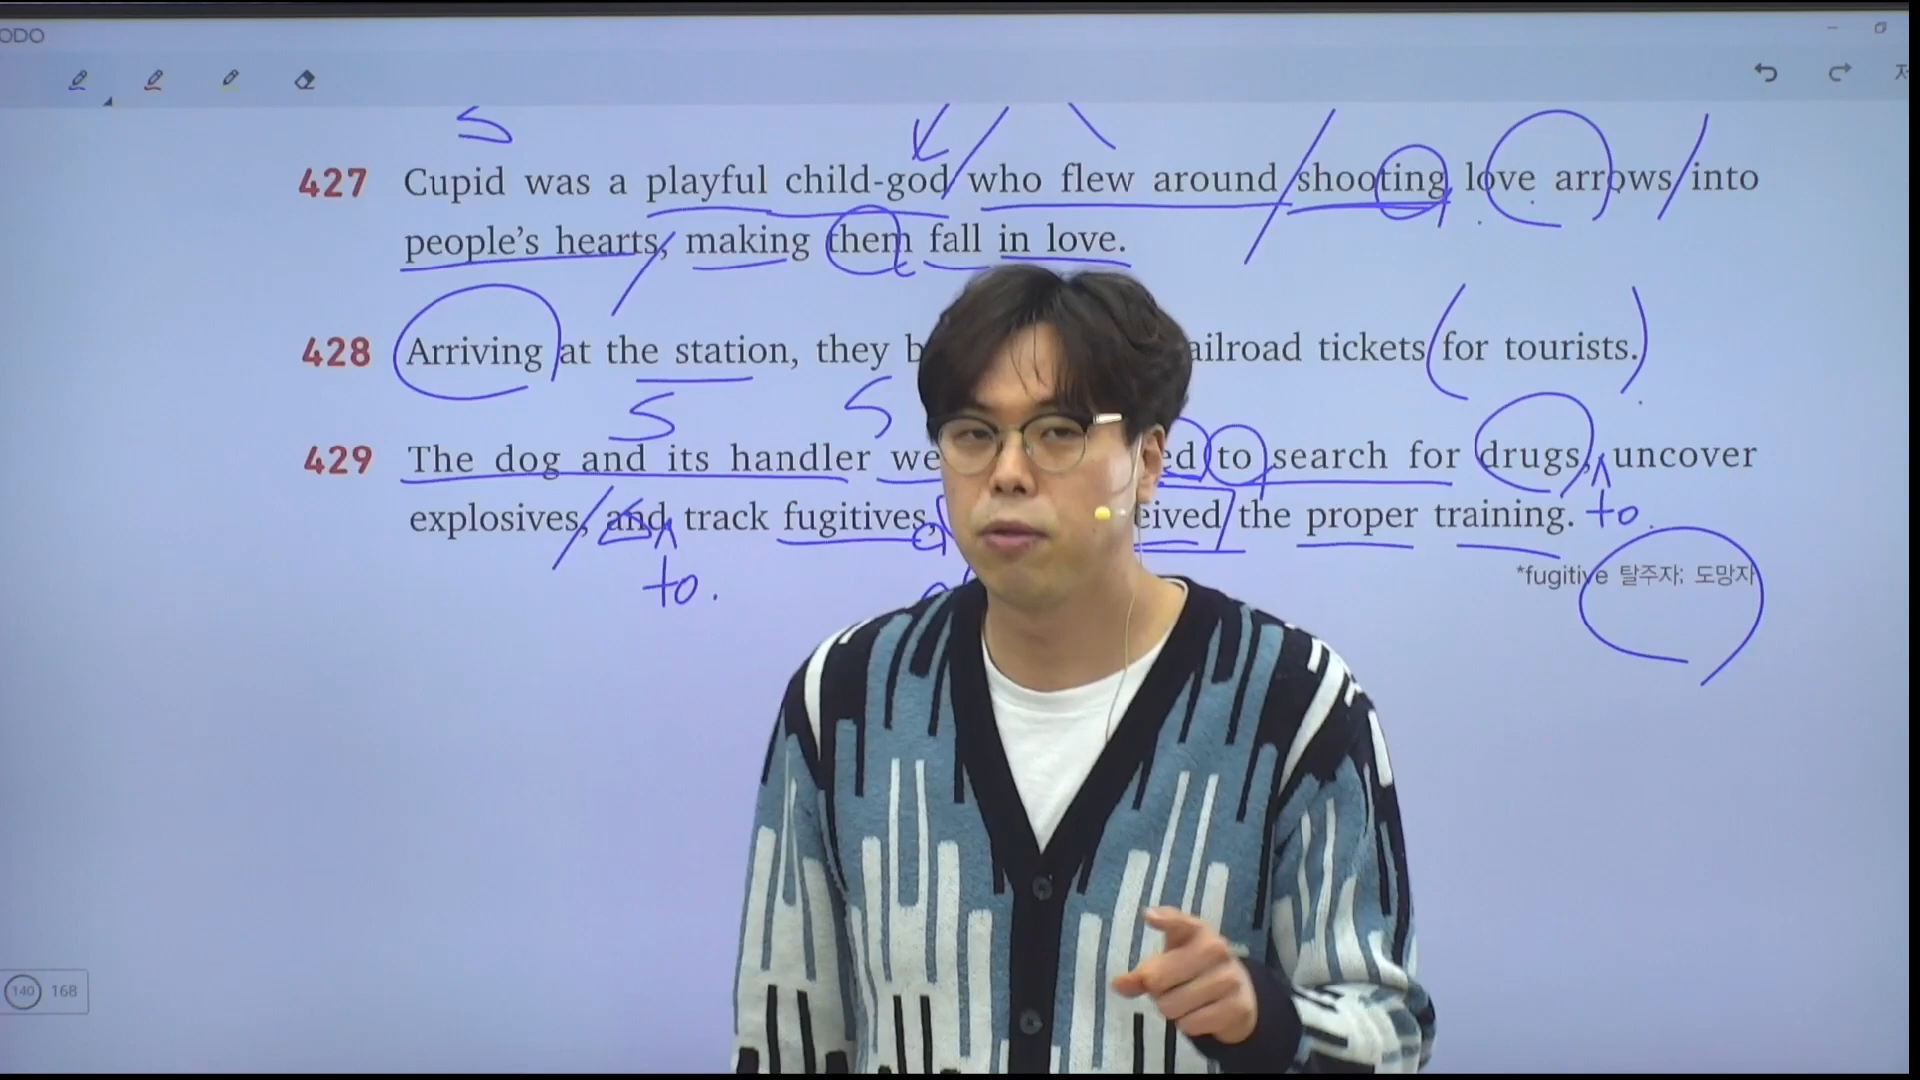 ODO
S
427 Cupid was a playful child-god who flew around shooting love arrows into
people's hearts, making them fall in love.
428 Arriving at the station, they ailroad tickets for tourists.
S S
429 The dog and its handler ed to search for drugs, uncover
explosives, and track fugitives, eived the proper training. to.
to.
*fugitive 탈주자; 도망자
140 168